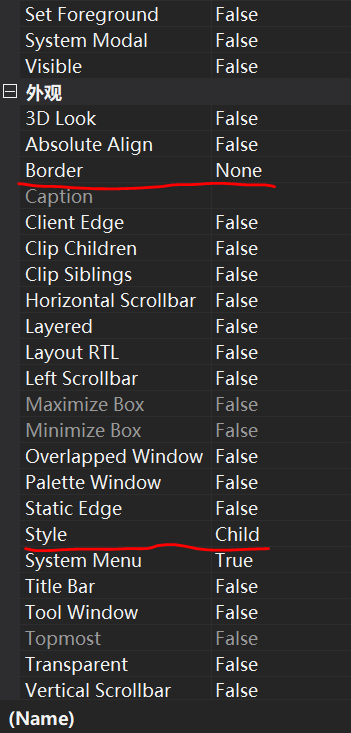 Set Foreground False
System Modal False
Visible False
外观
3D Look False
Absolute Align False
Border None
Caption
Client Edge False
Clip Children False
Clip Siblings False
Horizontal Scrollbar False
Layered False
Layout RTL False
Left Scrollbar False
Maximize Box False
Minimize Box False
Overlapped Window False
Palette Window False
Static Edge False
Style Child
System Menu True
Title Bar False
Tool Window False
Topmost False
Transparent False
Vertical Scrollbar False
(Name)